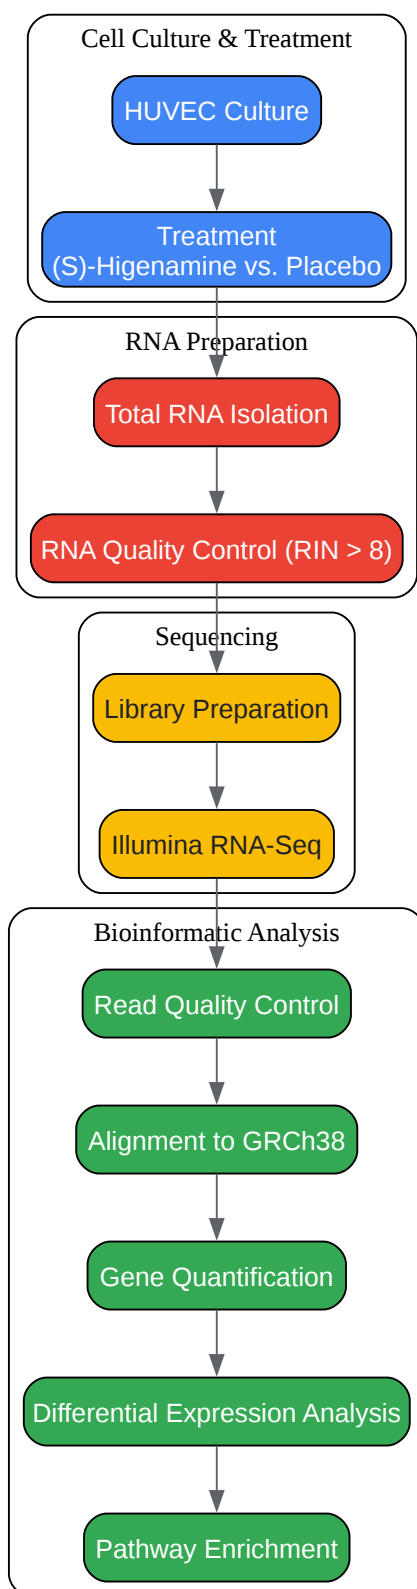 Cell Culture & Treatment
HUVEC Culture
Treatment
(S)-Higenamine vs. Placebo
RNA Preparation
Total RNA Isolation
RNA Quality Control (RIN > 8)
Sequencing
Library Preparation
Illumina RNA-Seq
Bioinformatic Analysis
Read Quality Control
Alignment to GRCh38
Gene Quantification
Differential Expression Analysis
Pathway Enrichment